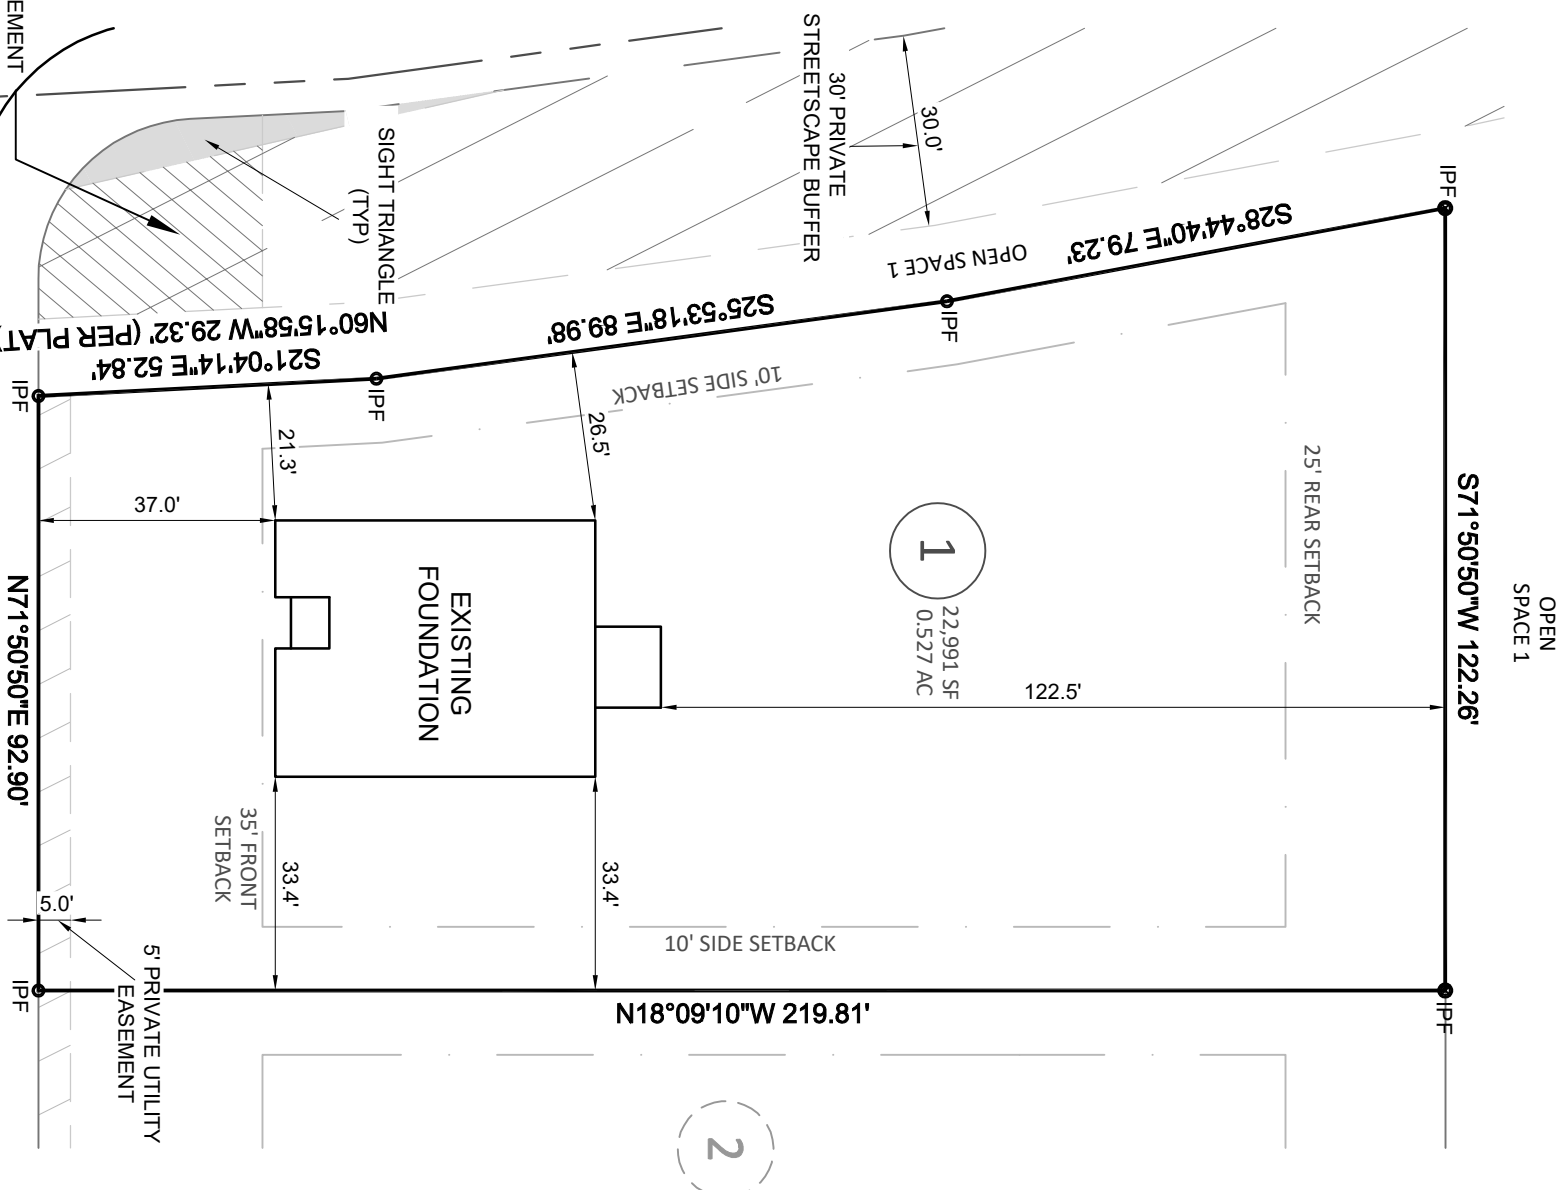 EMENT
30' PRIVATE
STREETSCAPE BUFFER
30.0'
SIGHT TRIANGLE
(TYP)
IPF
S28°44'40"E 79.23'
OPEN SPACE 1
IPF
S25°53'18"E 89.98'
N60°15'58"W 29.32' (PER PLAT)
S21°04'14"E 52.84'
IPF
IPF
10' SIDE SETBACK
21.3'
26.5'
37.0'
25' REAR SETBACK
S71°50'50"W 122.26'
OPEN
SPACE 1
1
22,991 SF
0.527 AC
EXISTING
FOUNDATION
122.5'
N71°50'50"E 92.90'
35' FRONT
SETBACK
33.4'
33.4'
5.0'
10' SIDE SETBACK
5' PRIVATE UTILITY
EASEMENT
IPF
N18°09'10"W 219.81'
IPF
2